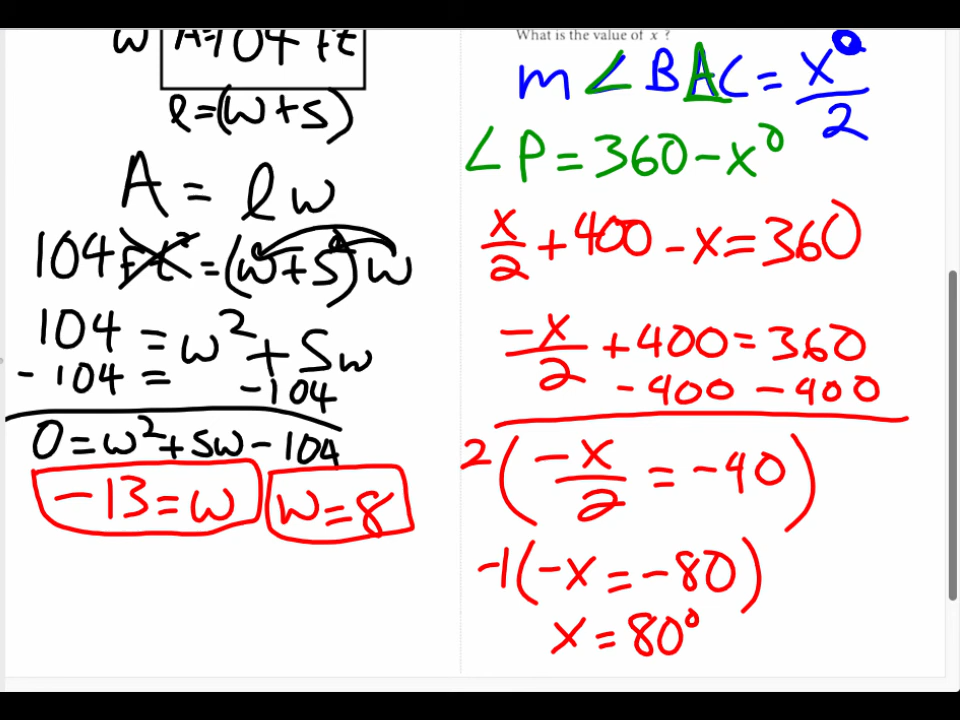 w A=104 ft
l=(w+5)
A = lw
104 ft² = (w+5)w
104 = w²+5w
-104 = -104
0=w²+5w-104
-13=w w=8
What is the value of x ?
m∠BAC = x°/2
∠P = 360-x°
x/2 + 400 - x = 360
-x/2 + 400 = 360
-400 -400
2(-x/2 = -40)
-1(-x = -80)
x = 80°